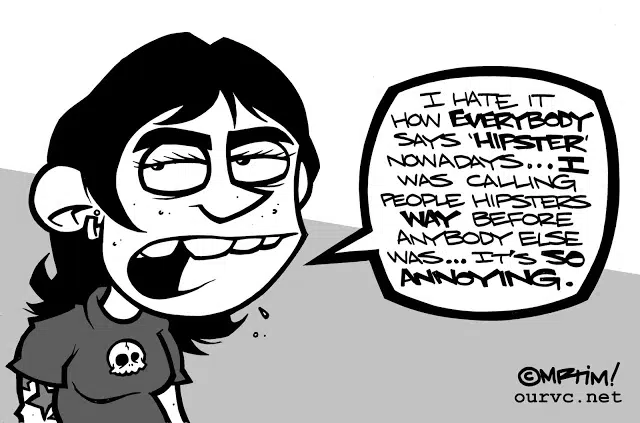 I HATE IT
HOW EVERYBODY
SAYS 'HIPSTER'
NOWADAYS...I
WAS CALLING
PEOPLE HIPSTERS
WAY BEFORE
ANYBODY ELSE
WAS... IT'S SO
ANNOYING.
©MRTIM!
ourvc.net